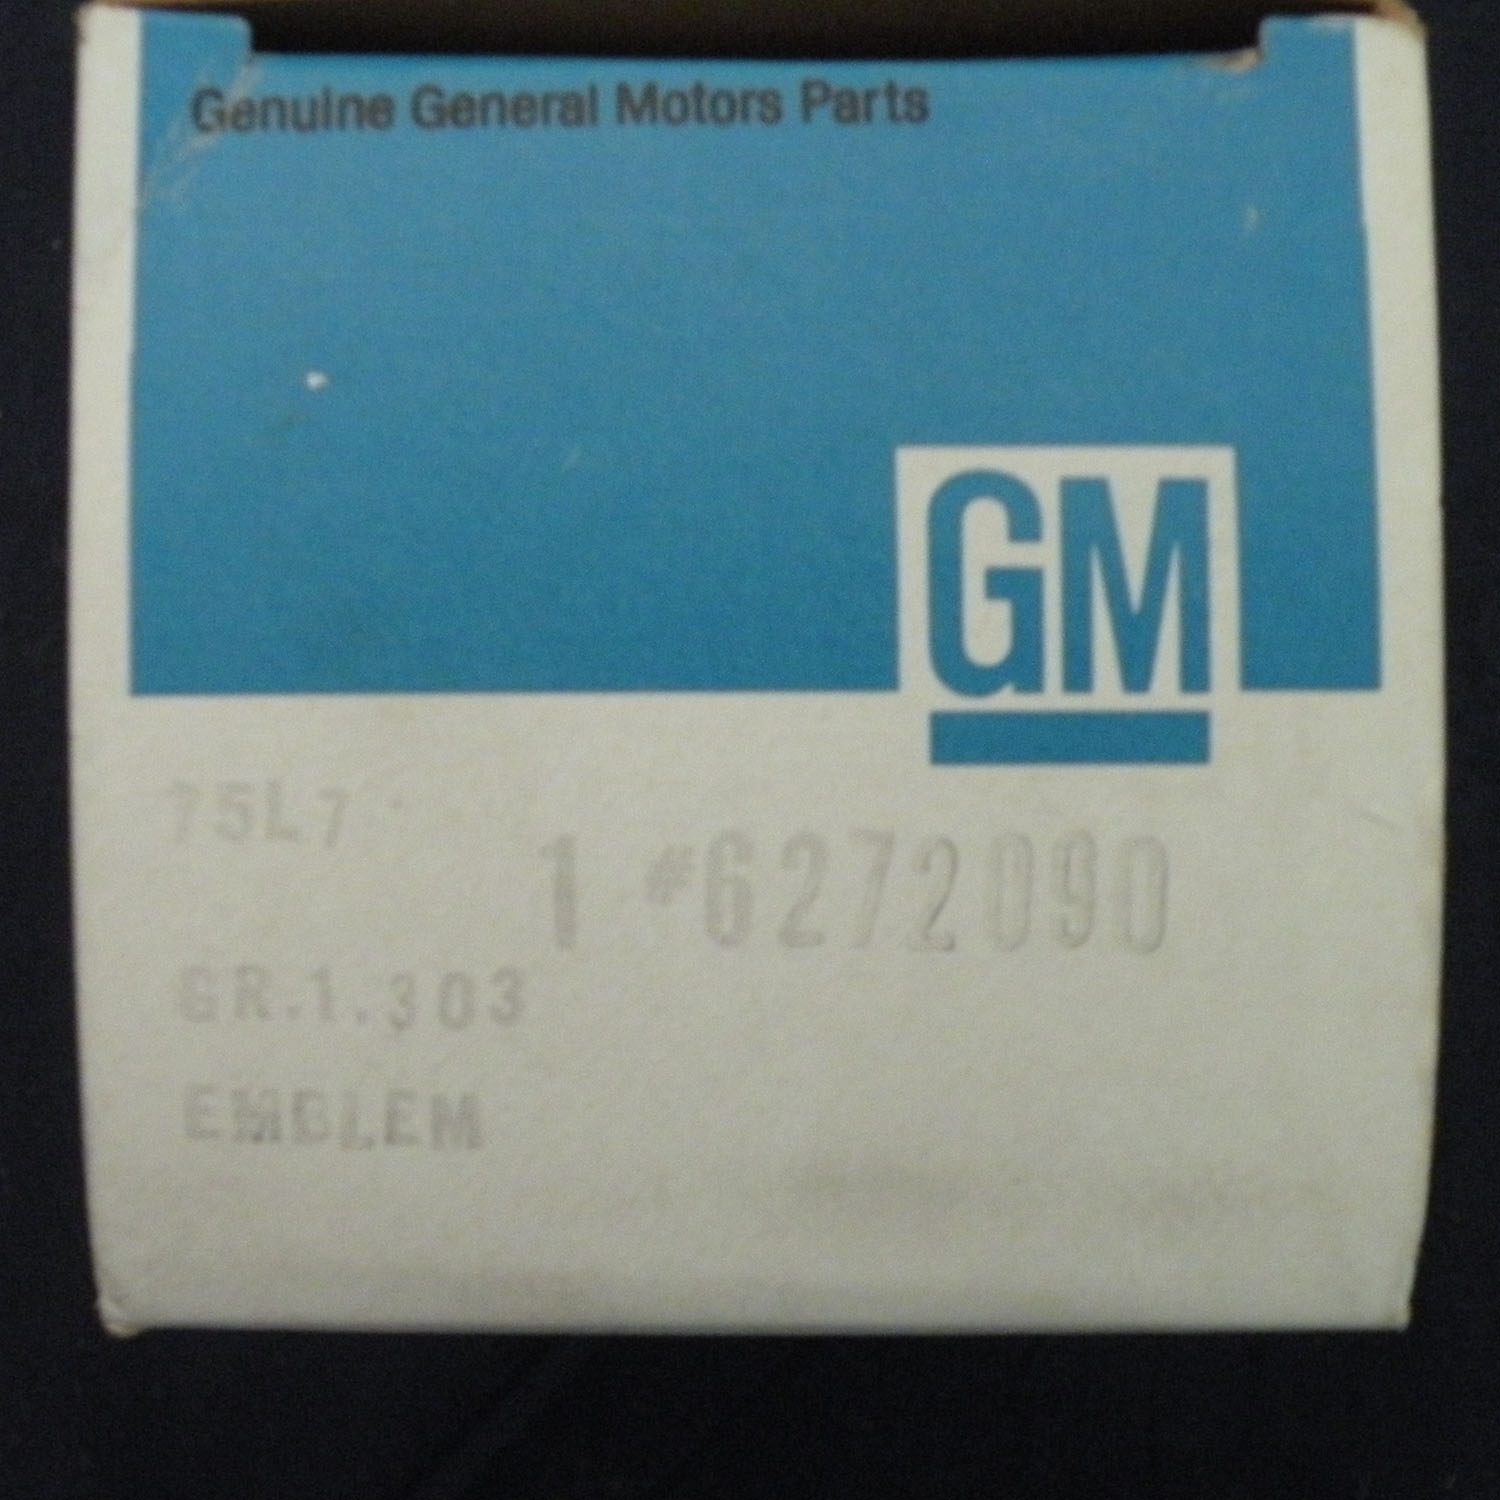 Genuine General Motors Parts
GM
75L7
1 #6272090
GR.1.303
EMBLEM